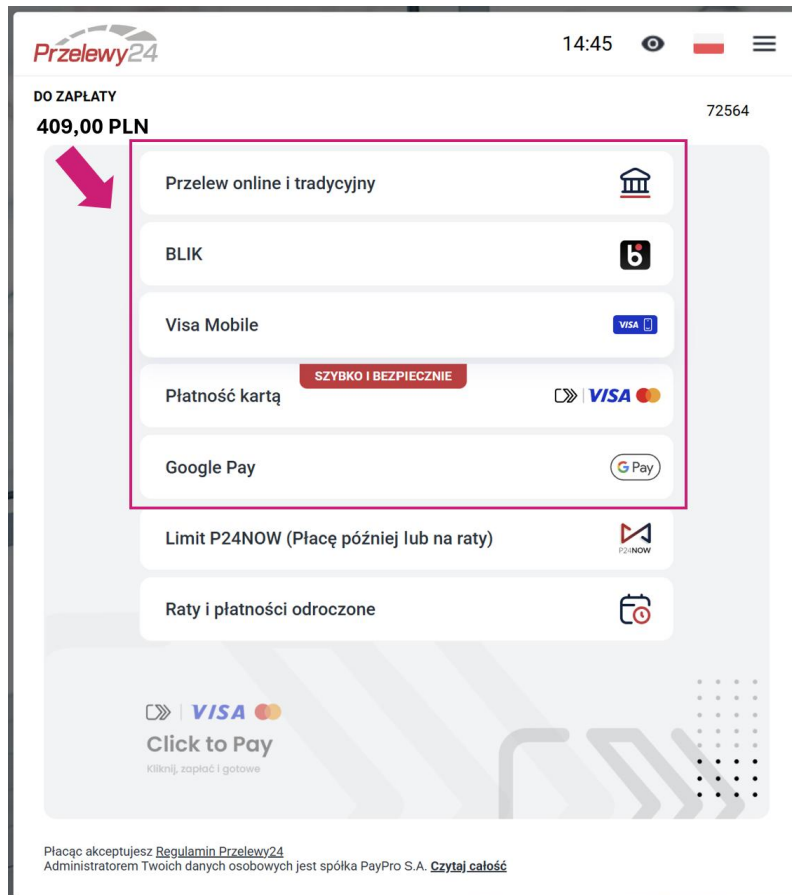 Przelewy24
14:45
DO ZAPŁATY
409,00 PLN
72564
Przelew online i tradycyjny
BLIK
b
Visa Mobile
VISA
SZYBKO I BEZPIECZNIE
Płatność kartą
VISA
Google Pay
G Pay
Limit P24NOW (Płacę później lub na raty)
P24NOW
Raty i płatności odroczone
VISA
Click to Pay
Kliknij, zapłać i gotowe
Płacąc akceptujesz Regulamin Przelewy24
Administratorem Twoich danych osobowych jest spółka PayPro S.A. Czytaj całość